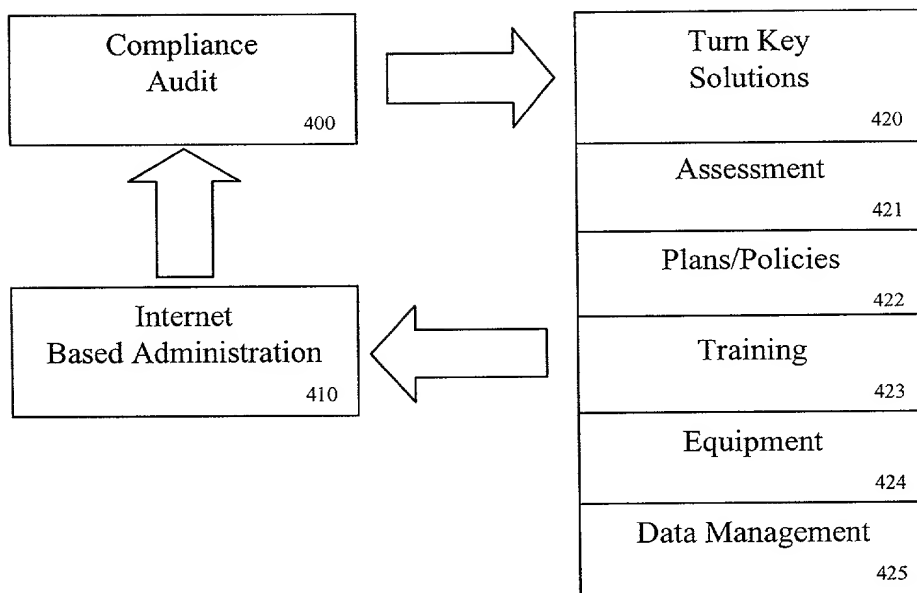 Compliance
Audit
400
Turn Key
Solutions
420
Assessment
421
Plans/Policies
422
Training
423
Equipment
424
Data Management
425
Internet
Based Administration
410